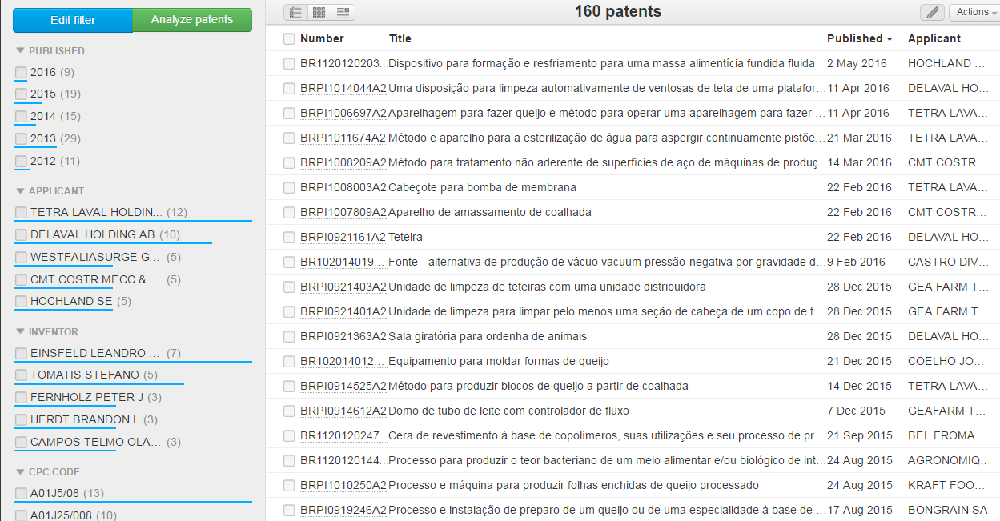 Edit filter
Analyze patents
PUBLISHED
2016 (9)
2015 (19)
2014 (15)
2013 (29)
2012 (11)
APPLICANT
TETRA LAVAL HOLDIN... (12)
DELAVAL HOLDING AB (10)
WESTFALIASURGE G... (5)
CMT COSTR MECC & ... (5)
HOCHLAND SE (5)
INVENTOR
EINSFELD LEANDRO ... (7)
TOMATIS STEFANO (5)
FERNHOLZ PETER J (3)
HERDT BRANDON L (3)
CAMPOS TELMO OLA... (3)
CPC CODE
A01J5/08 (13)
A01J25/008 (10)
160 patents
Actions
Number Title Published Applicant
BR1120120203... Dispositivo para formação e resfriamento para uma massa alimentícia fundida fluida 2 May 2016 HOCHLAND ...
BRPI1014044A2 Uma disposição para limpeza automativamente de ventosas de teta de uma platafor... 11 Apr 2016 DELAVAL HO...
BRPI1006697A2 Aparelhagem para fazer queijo e método para operar uma aparelhagem para fazer ... 11 Apr 2016 TETRA LAVA...
BRPI1011674A2 Método e aparelho para a esterilização de água para aspergir continuamente pistõe... 21 Mar 2016 TETRA LAVA...
BRPI1008209A2 Método para tratamento não aderente de superfícies de aço de máquinas de produç... 14 Mar 2016 CMT COSTR...
BRPI1008003A2 Cabeçote para bomba de membrana 22 Feb 2016 TETRA LAVA...
BRPI1007809A2 Aparelho de amassamento de coalhada 22 Feb 2016 CMT COSTR...
BRPI0921161A2 Teteira 22 Feb 2016 DELAVAL HO...
BR102014019... Fonte - alternativa de produção de vácuo vacuum pressão-negativa por gravidade d... 9 Feb 2016 CASTRO DIV...
BRPI0921403A2 Unidade de limpeza de teteiras com uma unidade distribuidora 28 Dec 2015 GEA FARM T...
BRPI0921401A2 Unidade de limpeza para limpar pelo menos uma seção de cabeça de um copo de t... 28 Dec 2015 GEA FARM T...
BRPI0921363A2 Sala giratória para ordenha de animais 28 Dec 2015 DELAVAL HO...
BR102014012... Equipamento para moldar formas de queijo 21 Dec 2015 COELHO JO...
BRPI0914525A2 Método para produzir blocos de queijo a partir de coalhada 14 Dec 2015 TETRA LAVA...
BRPI0914612A2 Domo de tubo de leite com controlador de fluxo 7 Dec 2015 GEAFARM T...
BR1120120247... Cera de revestimento à base de copolímeros, suas utilizações e seu processo de pr... 21 Sep 2015 BEL FROMA...
BR1120120144... Processo para produzir o teor bacteriano de um meio alimentar e/ou biológico de int... 24 Aug 2015 AGRONOMIQ...
BRPI1010250A2 Processo e máquina para produzir folhas enchidas de queijo processado 24 Aug 2015 KRAFT FOO...
BRPI0919246A2 Processo e instalação de preparo de um queijo ou de uma especialidade à base de ... 17 Aug 2015 BONGRAIN SA